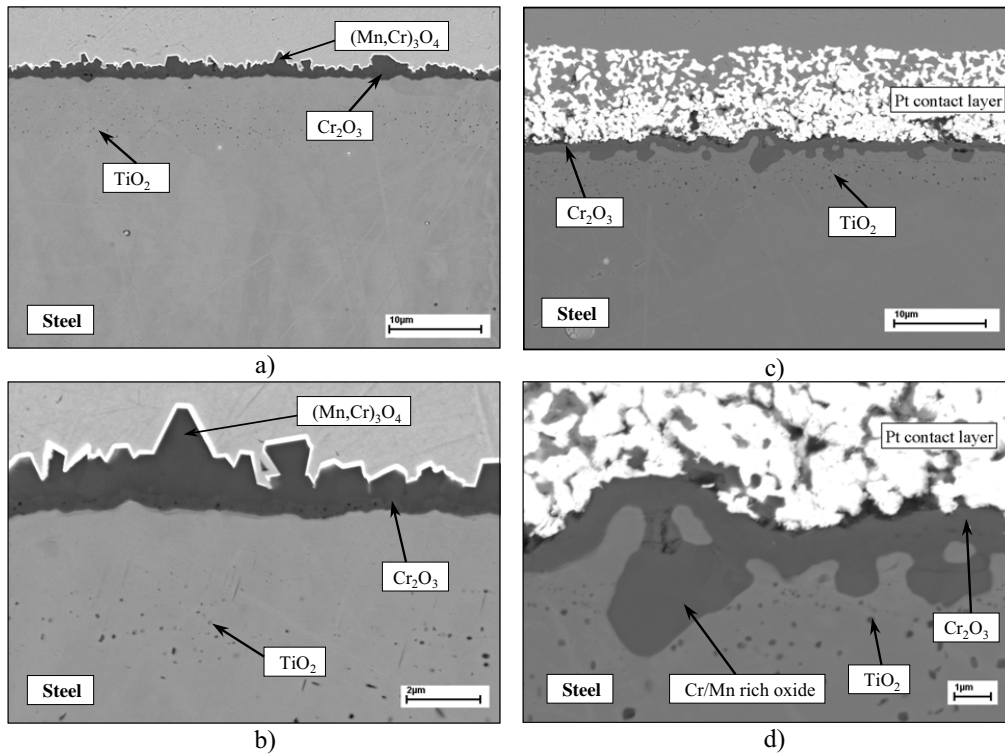 (Mn,Cr)₃O₄
Cr₂O₃
TiO₂
Steel
10µm
a)
Pt contact layer
Cr₂O₃
TiO₂
Steel
10µm
c)
(Mn,Cr)₃O₄
Cr₂O₃
TiO₂
Steel
2µm
b)
Pt contact layer
Cr₂O₃
TiO₂
Cr/Mn rich oxide
Steel
1µm
d)